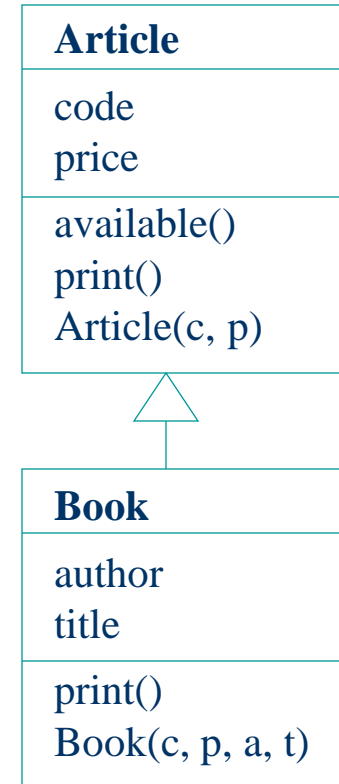 Article
code
price
available()
print()
Article(c, p)
Book
author
title
print()
Book(c, p, a, t)